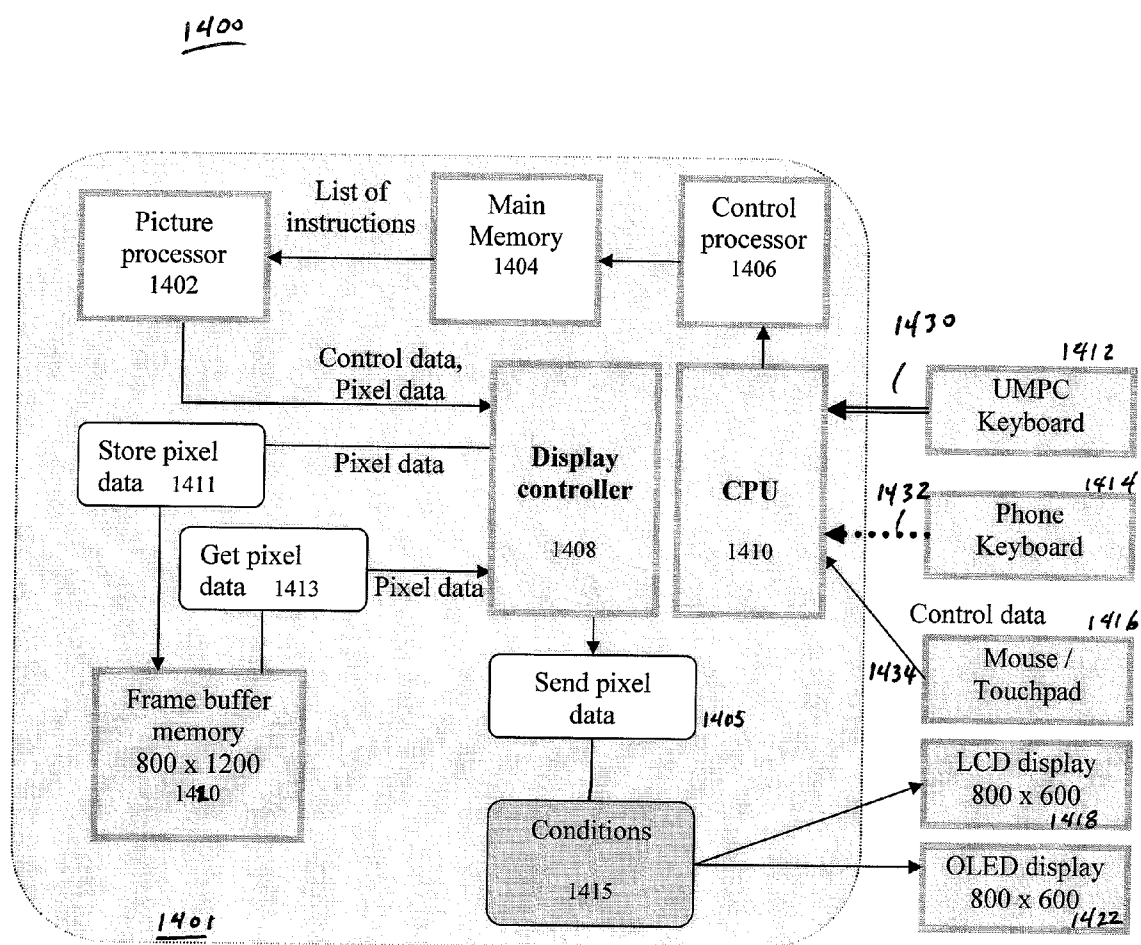 1400
Picture
processor
1402
List of
instructions
Main
Memory
1404
Control
processor
1406
1430
1412
UMPC
Keyboard
Control data,
Pixel data
Store pixel
data 1411
Pixel data
Display
controller
1408
CPU
1410
1432
1414
Phone
Keyboard
Get pixel
data 1413
Pixel data
Control data
1416
Mouse /
Touchpad
1434
Send pixel
data
1405
Frame buffer
memory
800 x 1200
1420
LCD display
800 x 600
1418
Conditions
1415
OLED display
800 x 600
1422
1401